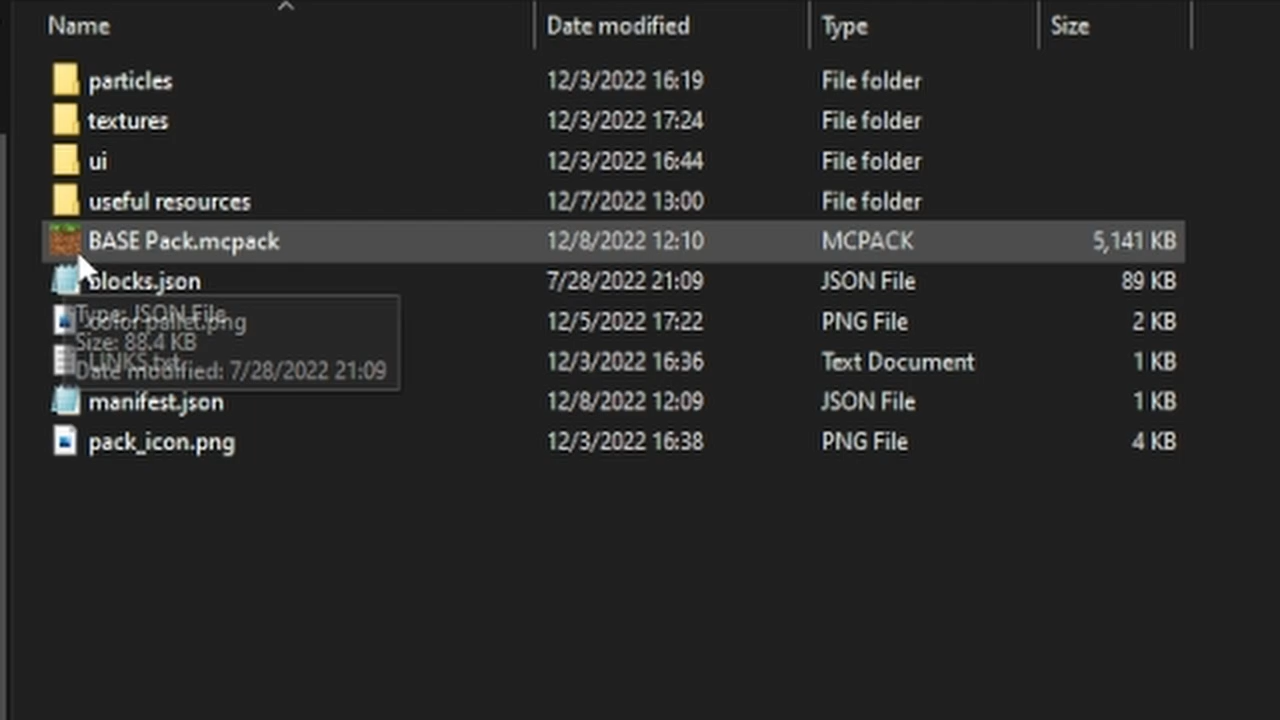 Name Date modified Type Size
particles 12/3/2022 16:19 File folder
textures 12/3/2022 17:24 File folder
ui 12/3/2022 16:44 File folder
useful resources 12/7/2022 13:00 File folder
BASE Pack.mcpack 12/8/2022 12:10 MCPACK 5,141 KB
blocks.json 7/28/2022 21:09 JSON File 89 KB
Type: JSON File
color pallet.png 12/5/2022 17:22 PNG File 2 KB
Size: 88.4 KB
LINKS.txt 12/3/2022 16:36 Text Document 1 KB
Date modified: 7/28/2022 21:09
manifest.json 12/8/2022 12:09 JSON File 1 KB
pack_icon.png 12/3/2022 16:38 PNG File 4 KB